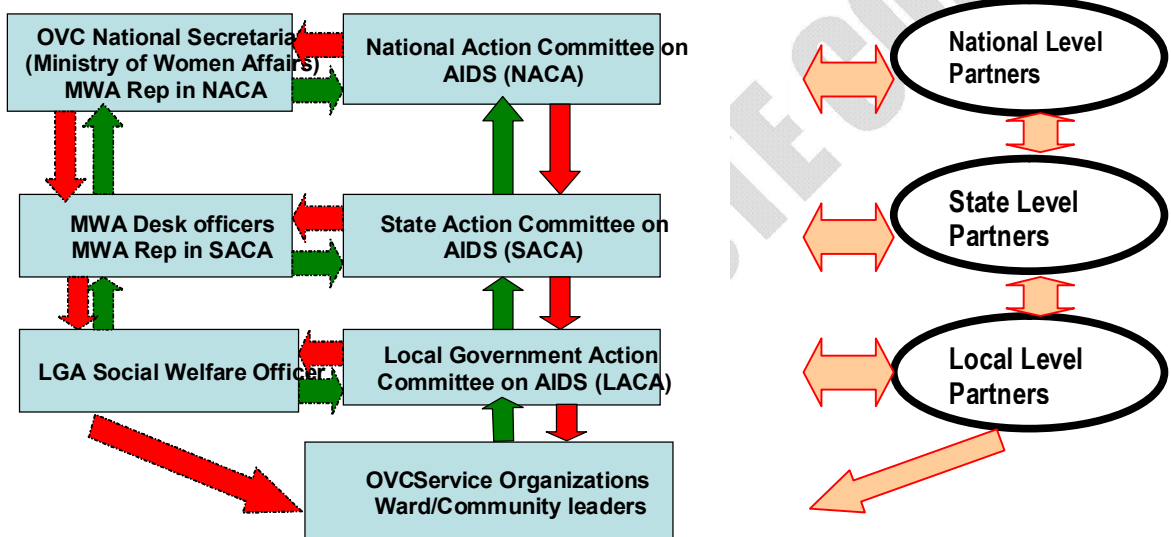 OVC National Secretaria
(Ministry of Women Affairs)
MWA Rep in NACA
National Action Committee on
AIDS (NACA)
National Level
Partners
MWA Desk officers
MWA Rep in SACA
State Action Committee on
AIDS (SACA)
State Level
Partners
LGA Social Welfare Officer
Local Government Action
Committee on AIDS (LACA)
Local Level
Partners
OVCService Organizations
Ward/Community leaders